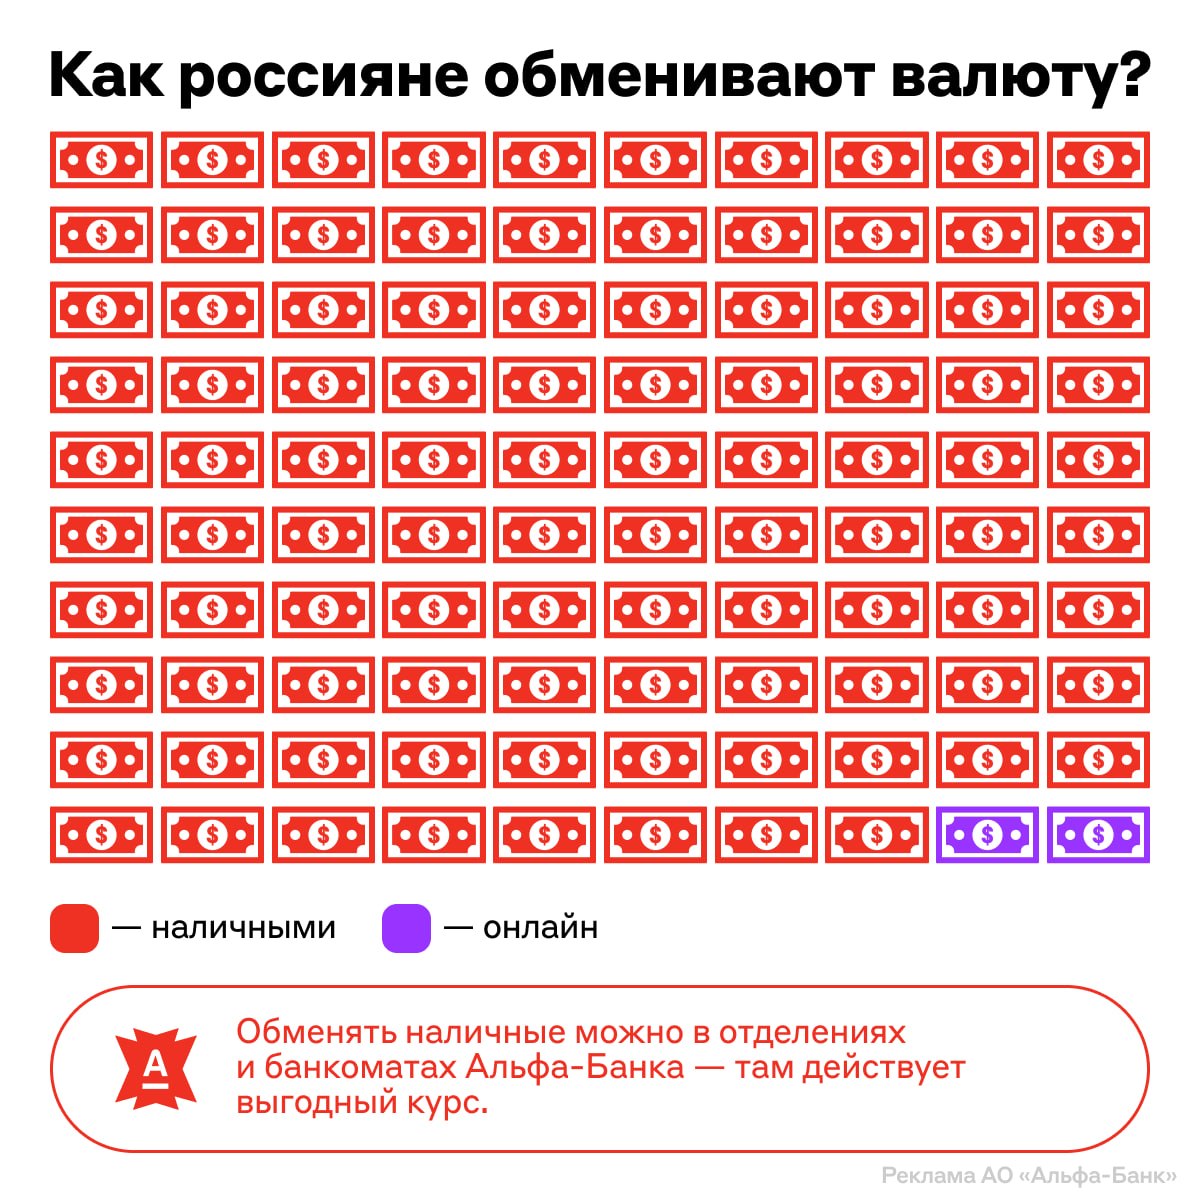 Как россияне обменивают валюту?
— наличными — онлайн
А
Обменять наличные можно в отделениях
и банкоматах Альфа-Банка — там действует
выгодный курс.
Реклама АО «Альфа-Банк»